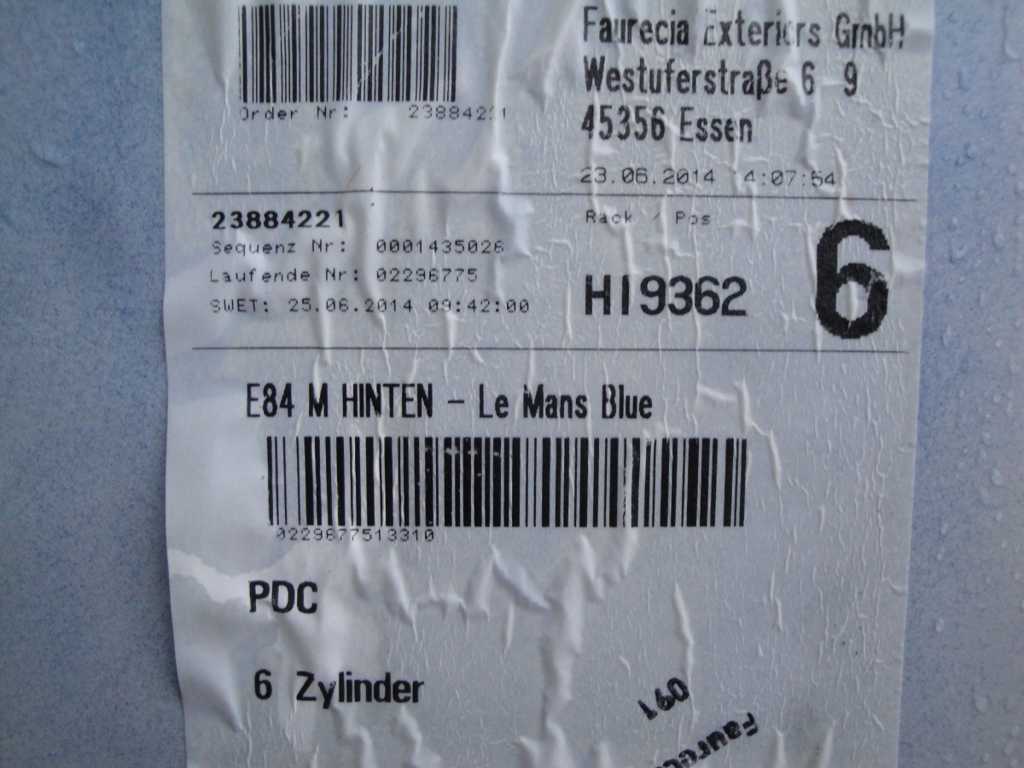 Faurecia Exteriors GmbH
Westuferstraße 6 9
45356 Essen
Order Nr: 23884221
23.06.2014 4:07:54
23884221
Sequenz Nr: 0001435026
Laufende Nr: 02296775
SWET: 25.06.2014 09:42:00
Rack / Pos
HI9362
6
E84 M HINTEN - Le Mans Blue
0229677513310
PDC
6 Zylinder
160